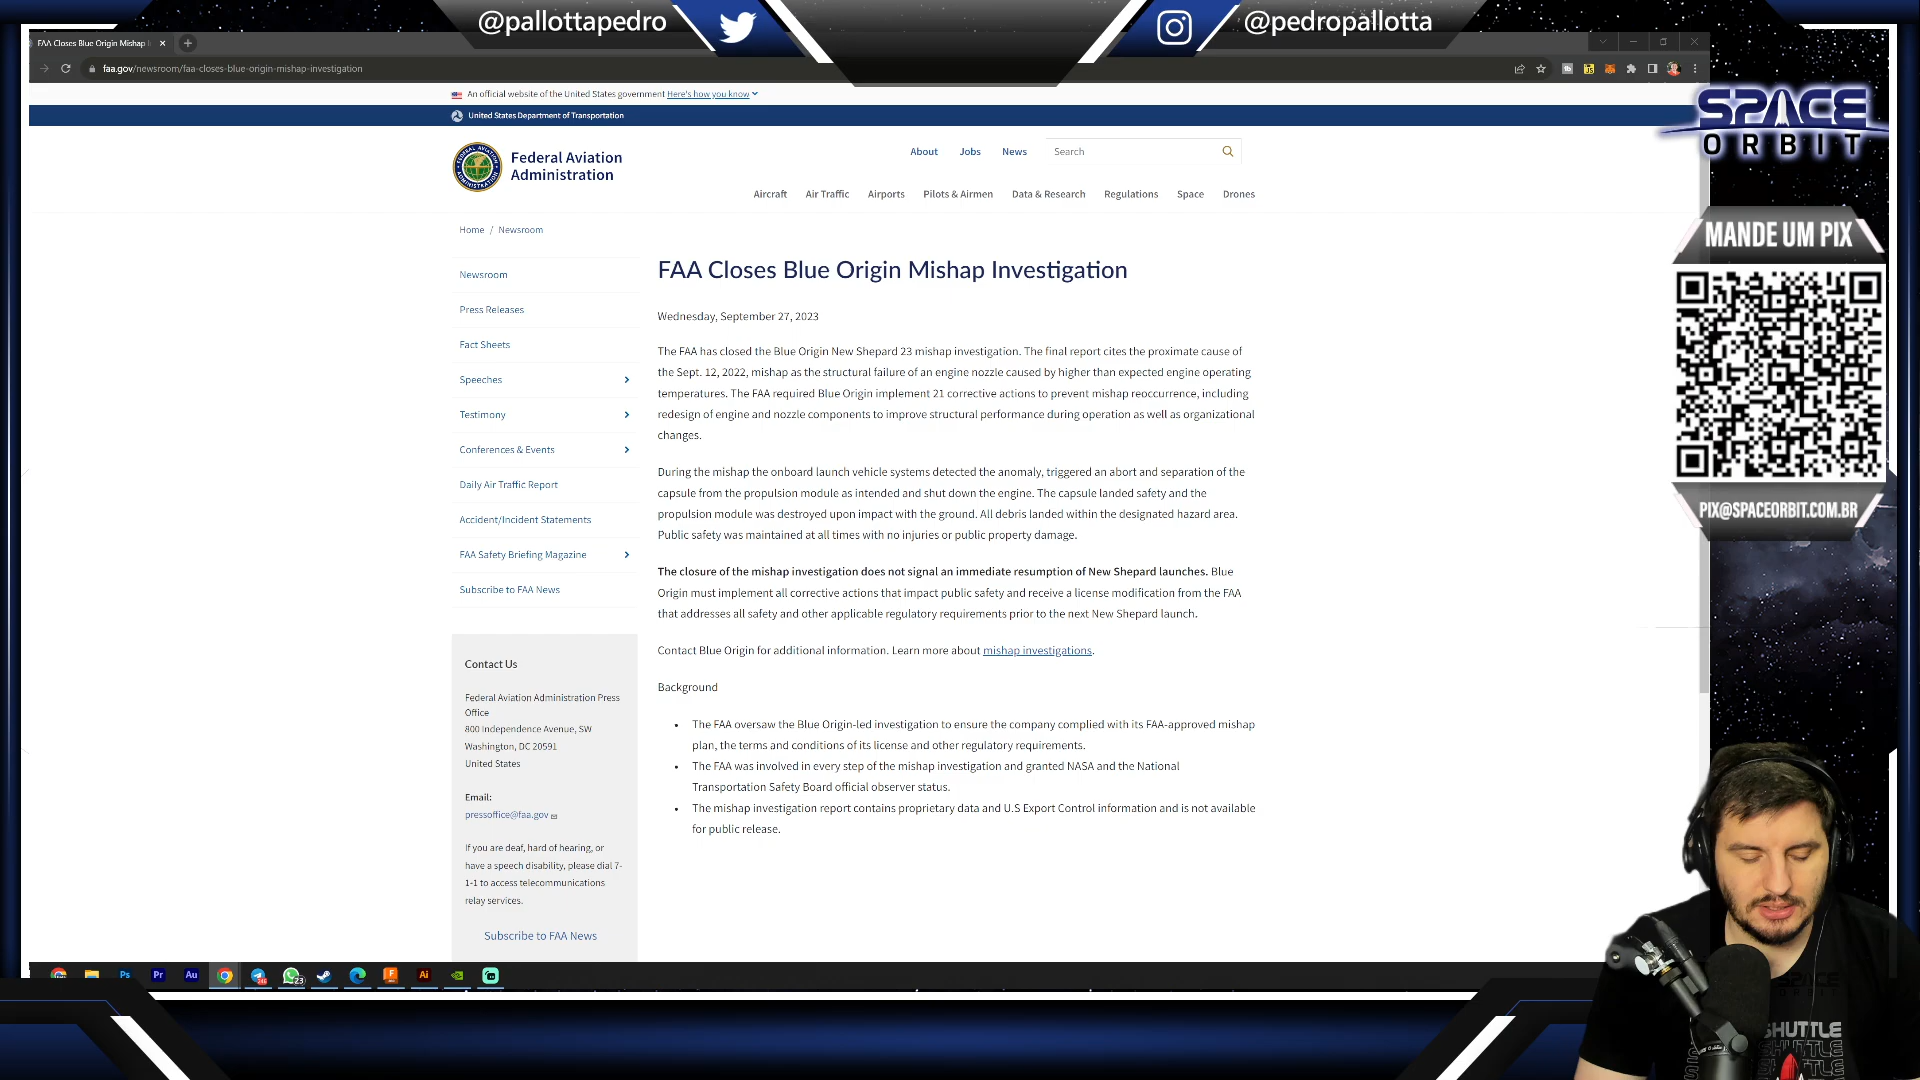 @pallottapedro
@pedropallotta
FAA Closes Blue Origin Mishap I
faa.gov/newsroom/faa-closes-blue-origin-mishap-investigation
An official website of the United States government Here's how you know
United States Department of Transportation
Federal Aviation
Administration
About Jobs News Search
Aircraft Air Traffic Airports Pilots & Airmen Data & Research Regulations Space Drones
SPACE
ORBIT
MANDE UM PIX
PIX@SPACEORBIT.COM.BR
Home / Newsroom
Newsroom
Press Releases
Fact Sheets
Speeches
Testimony
Conferences & Events
Daily Air Traffic Report
Accident/Incident Statements
FAA Safety Briefing Magazine
Subscribe to FAA News
Contact Us
Federal Aviation Administration Press
Office
800 Independence Avenue, SW
Washington, DC 20591
United States
Email:
pressoffice@faa.gov
If you are deaf, hard of hearing, or
have a speech disability, please dial 7-
1-1 to access telecommunications
relay services.
Subscribe to FAA News
FAA Closes Blue Origin Mishap Investigation
Wednesday, September 27, 2023
The FAA has closed the Blue Origin New Shepard 23 mishap investigation. The final report cites the proximate cause of
the Sept. 12, 2022, mishap as the structural failure of an engine nozzle caused by higher than expected engine operating
temperatures. The FAA required Blue Origin implement 21 corrective actions to prevent mishap reoccurrence, including
redesign of engine and nozzle components to improve structural performance during operation as well as organizational
changes.
During the mishap the onboard launch vehicle systems detected the anomaly, triggered an abort and separation of the
capsule from the propulsion module as intended and shut down the engine. The capsule landed safety and the
propulsion module was destroyed upon impact with the ground. All debris landed within the designated hazard area.
Public safety was maintained at all times with no injuries or public property damage.
The closure of the mishap investigation does not signal an immediate resumption of New Shepard launches. Blue
Origin must implement all corrective actions that impact public safety and receive a license modification from the FAA
that addresses all safety and other applicable regulatory requirements prior to the next New Shepard launch.
Contact Blue Origin for additional information. Learn more about mishap investigations.
Background
• The FAA oversaw the Blue Origin-led investigation to ensure the company complied with its FAA-approved mishap
plan, the terms and conditions of its license and other regulatory requirements.
• The FAA was involved in every step of the mishap investigation and granted NASA and the National
Transportation Safety Board official observer status.
• The mishap investigation report contains proprietary data and U.S Export Control information and is not available
for public release.
Ps Pr Au Ai
23
SPACE
ORBIT
SHUTTLE
SHUTTLE